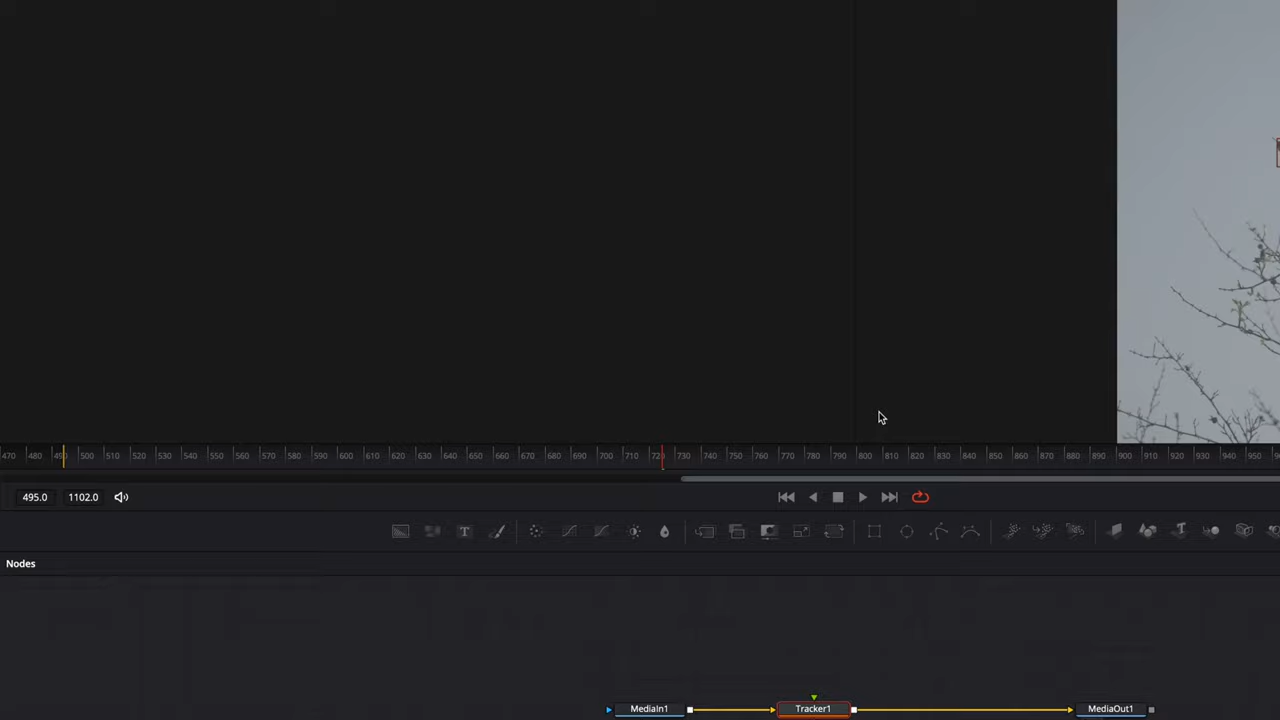 470 480 490 500 510 520 530 540 550 560 570 580 590 600 610 620 630 640 650 660 670 680 690 700 710 720 730 740 750 760 770 780 790 800 810 820 830 840 850 860 870 880 890 900 910 920 930 940 950
495.0 1102.0
T
Nodes
MediaIn1 Tracker1 MediaOut1